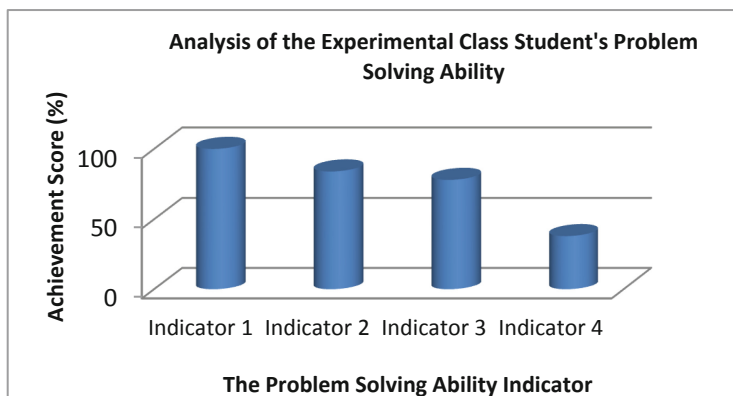 Analysis of the Experimental Class Student's Problem
Solving Ability
Achievement Score (%)
100
50
0
Indicator 1 Indicator 2 Indicator 3 Indicator 4
The Problem Solving Ability Indicator